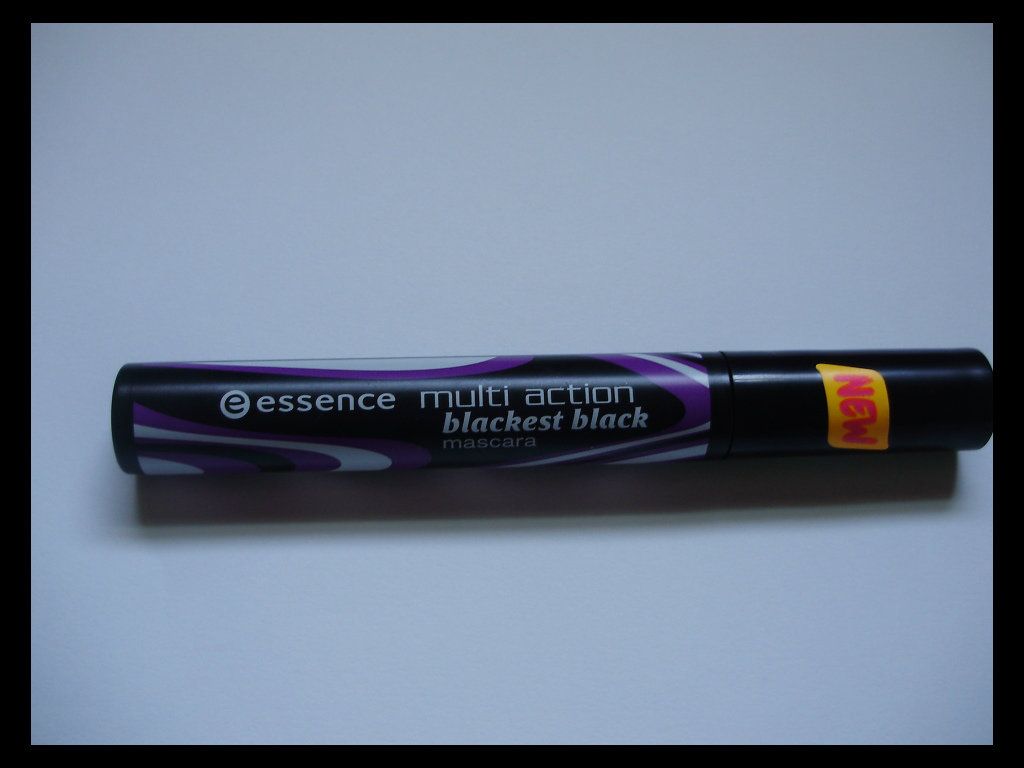 e essence multi action
blackest black
mascara
NEW